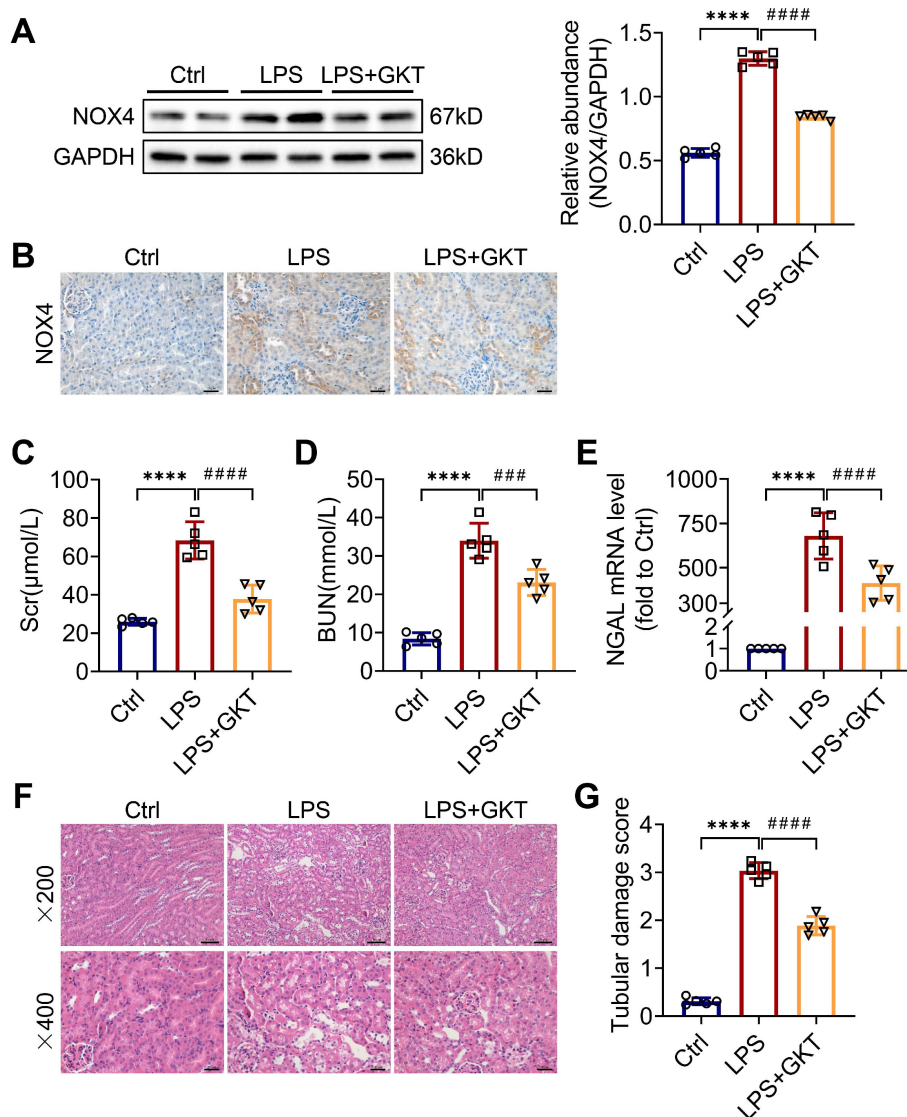 A
Ctrl LPS LPS+GKT
NOX4 67kD
GAPDH 36kD
Relative abundance
(NOX4/GAPDH)
**** ####
1.5
1.0
0.5
0.0
Ctrl LPS LPS+GKT
B
Ctrl LPS LPS+GKT
NOX4
C
Scr(μmol/L)
**** ####
100
80
60
40
20
0
Ctrl LPS LPS+GKT
D
BUN(mmol/L)
**** ###
50
40
30
20
10
0
Ctrl LPS LPS+GKT
E
NGAL mRNA level
(fold to Ctrl)
**** ####
1000
750
500
300
2
1
0
Ctrl LPS LPS+GKT
F
Ctrl LPS LPS+GKT
×200
×400
G
Tubular damage score
**** ####
4
3
2
1
0
Ctrl LPS LPS+GKT